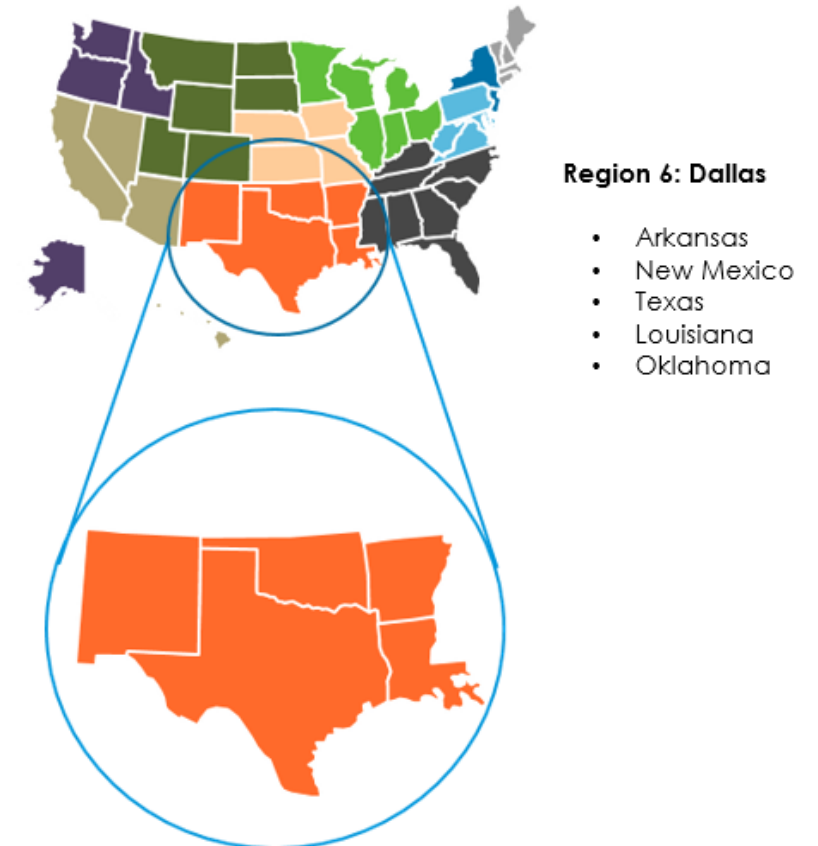 Region 6: Dallas
• Arkansas
• New Mexico
• Texas
• Louisiana
• Oklahoma